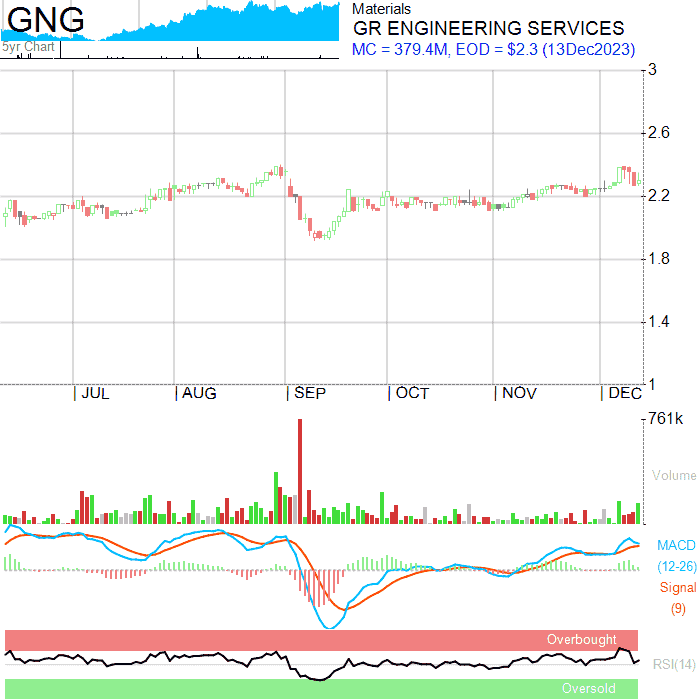 GNG
5yr Chart
Materials
GR ENGINEERING SERVICES
MC = 379.4M, EOD = $2.3 (13Dec2023)
3
2.6
2.2
1.8
1.4
1
JUL AUG SEP OCT NOV DEC
761k
Volume
MACD
(12-26)
Signal
(9)
Overbought
RSI(14)
Oversold